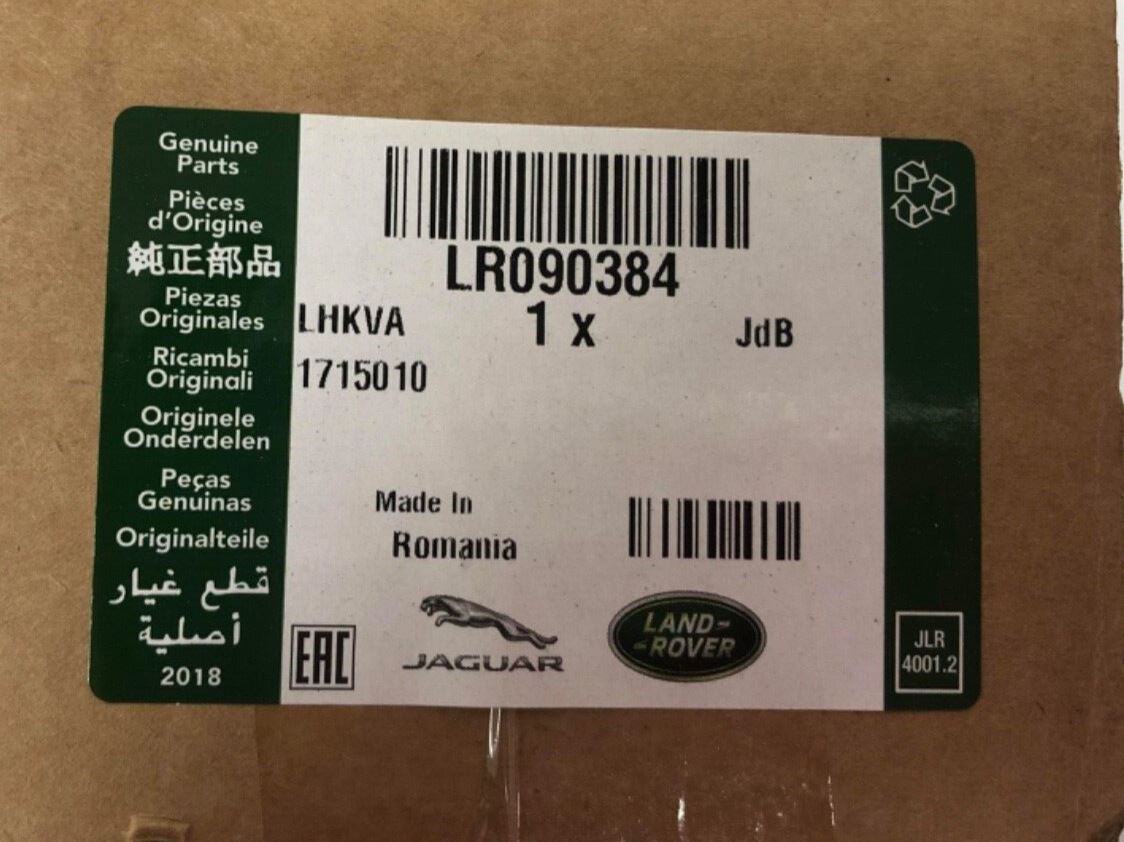 Genuine
Parts
Pièces
d'Origine
純正部品
Piezas
Originales
Ricambi
Originali
Originele
Onderdelen
Peças
Genuinas
Originalteile
قطع غيار
أصلية
2018
LR090384
LHKVA 1 x JdB
1715010
Made In
Romania
EAC
JAGUAR
LAND-
-ROVER
JLR
4001.2